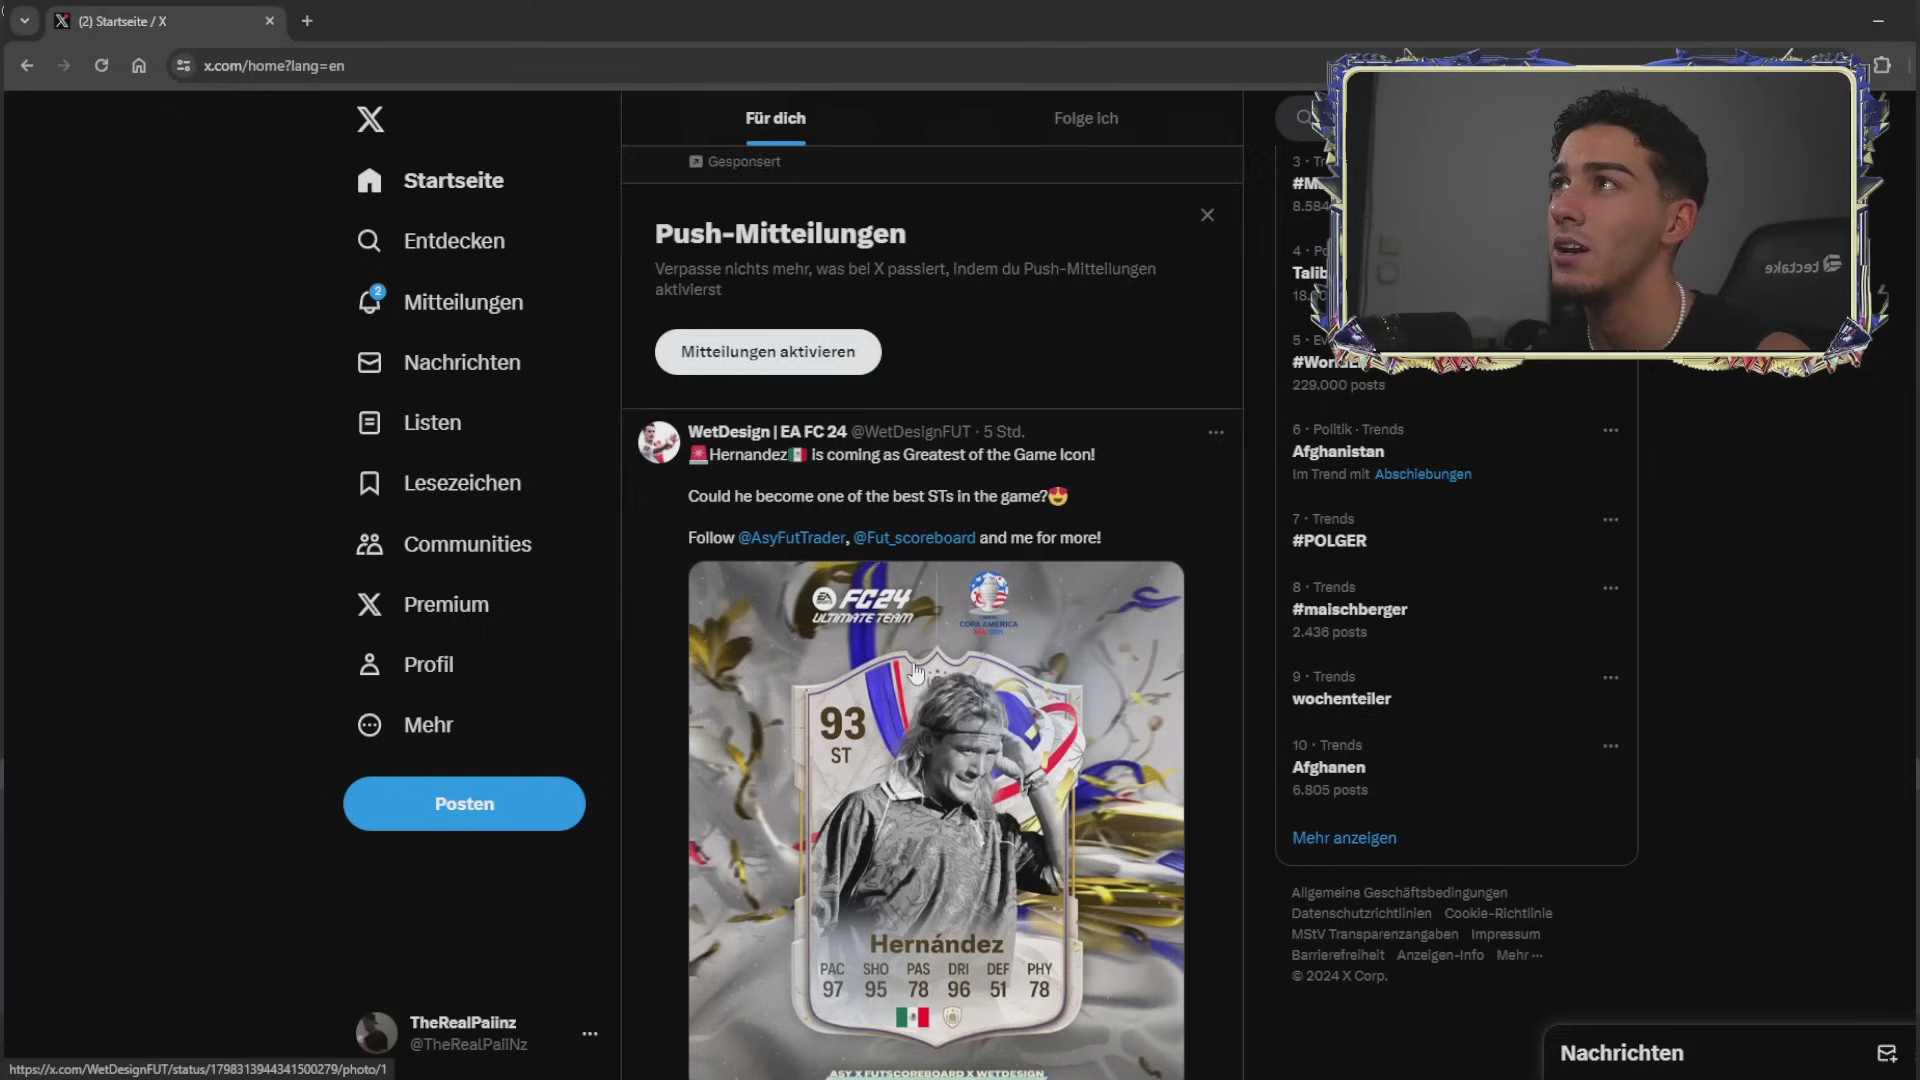 (2) Startseite / X
x.com/home?lang=en
Startseite
Entdecken
2
Mitteilungen
Nachrichten
Listen
Lesezeichen
Communities
Premium
Profil
Mehr
Posten
TheRealPaiinz
@TheRealPaiiNz
https://x.com/WetDesignFUT/status/1798313944341500279/photo/1
Für dich
Folge ich
Gesponsert
Push-Mitteilungen
Verpasse nichts mehr, was bei X passiert, indem du Push-Mitteilungen
aktivierst
Mitteilungen aktivieren
WetDesign | EA FC 24 @WetDesignFUT · 5 Std.
🚨Hernandez🇲🇽 is coming as Greatest of the Game Icon!
Could he become one of the best STs in the game?😍
Follow @AsyFutTrader, @Fut_scoreboard and me for more!
EA SPORTS FC24
ULTIMATE TEAM
COPA AMERICA
93
ST
Hernández
PAC SHO PAS DRI DEF PHY
97 95 78 96 51 78
ASY X FUTSCOREBOARD X WETDESIGN
tectake
3 · Tr
#M
8.584
4 · Po
Talib
18.00
5 · Ev
229.000 posts
6 · Politik · Trends
Afghanistan
Im Trend mit Abschiebungen
7 · Trends
#POLGER
8 · Trends
#maischberger
2.436 posts
9 · Trends
wochenteiler
10 · Trends
Afghanen
6.805 posts
Mehr anzeigen
Allgemeine Geschäftsbedingungen
Datenschutzrichtlinien Cookie-Richtlinie
MStV Transparenzangaben Impressum
Barrierefreiheit Anzeigen-Info Mehr ···
© 2024 X Corp.
Nachrichten